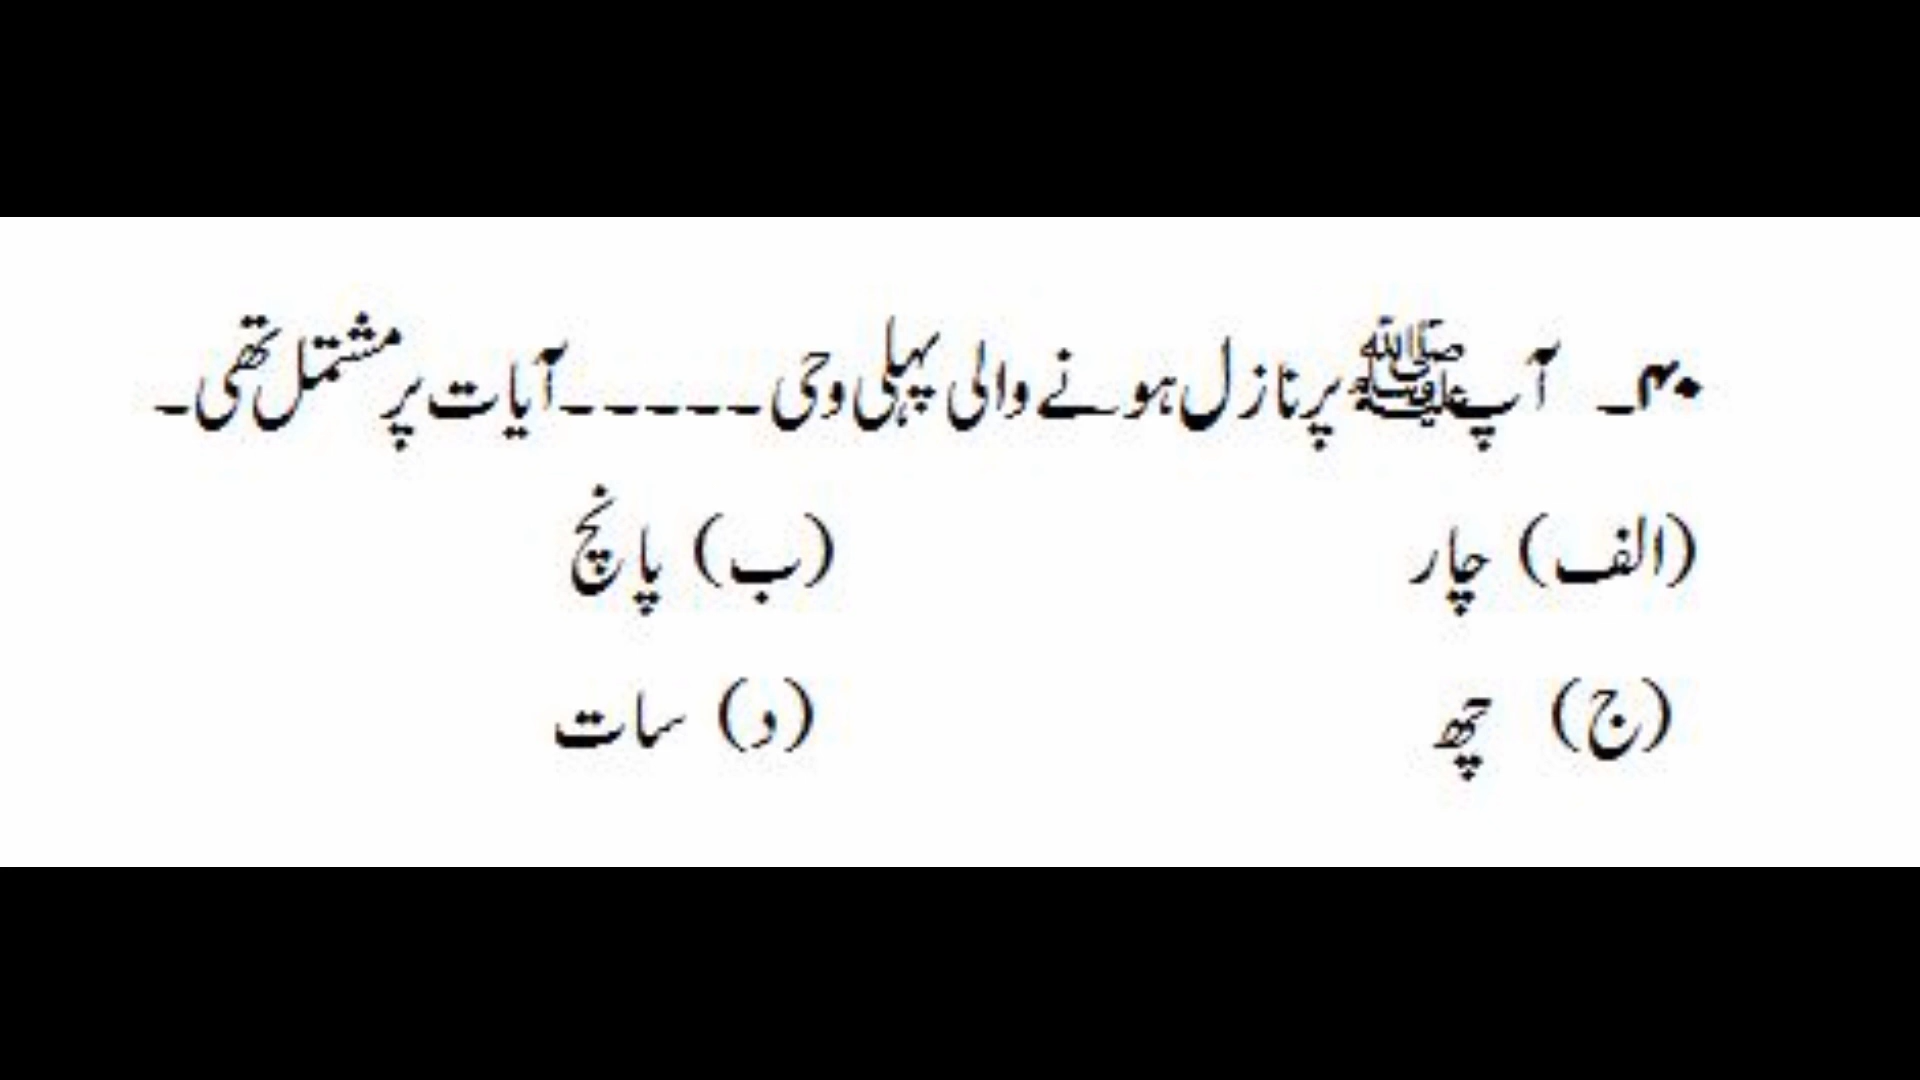 ۴۰۔ آپ ﷺ پر نازل ہونے والی پہلی وحی ۔۔۔۔۔ آیات پر مشتمل تھی۔
(الف) چار (ب) پانچ
(ج) چھ (د) سات